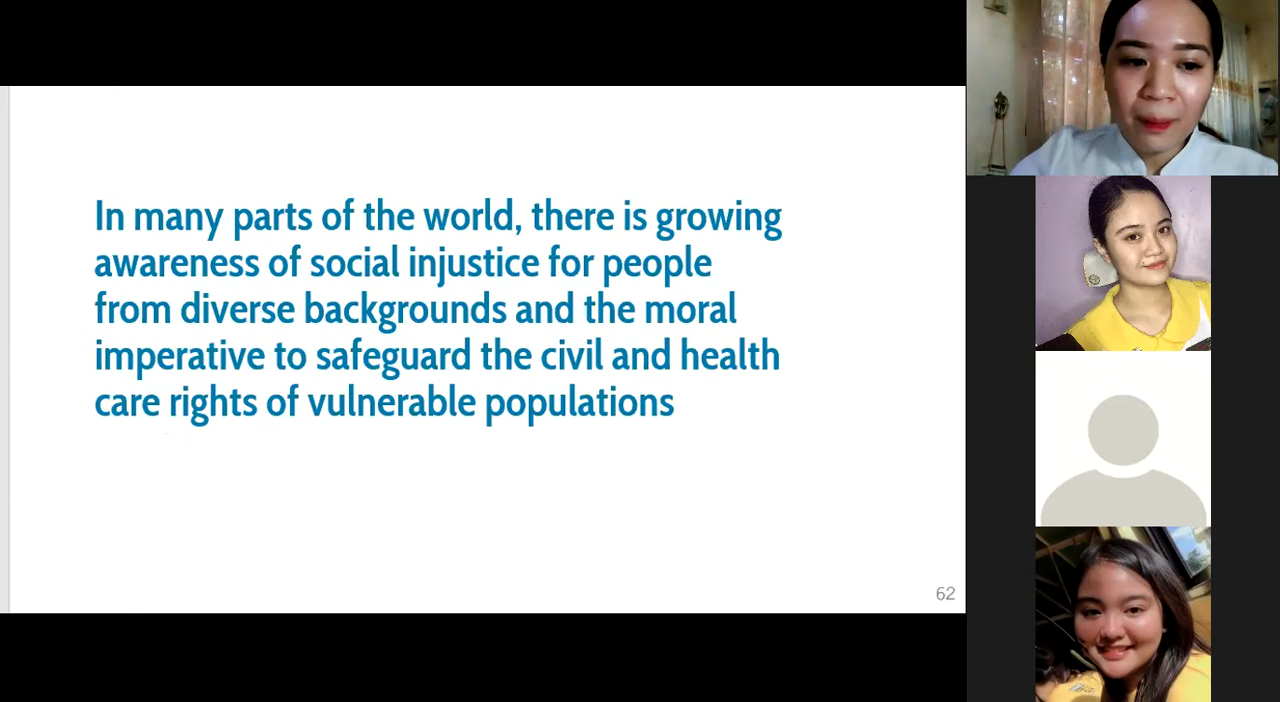 In many parts of the world, there is growing
awareness of social injustice for people
from diverse backgrounds and the moral
imperative to safeguard the civil and health
care rights of vulnerable populations
62